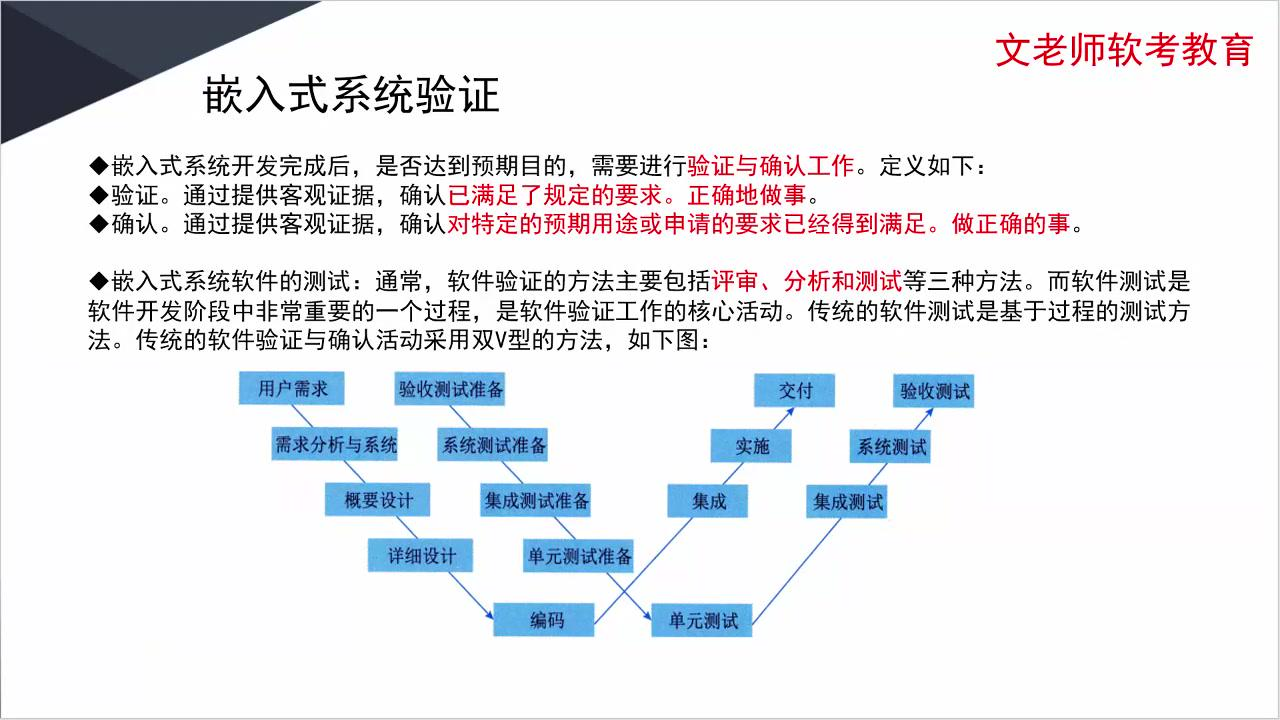 文老师软考教育
嵌入式系统验证
◆嵌入式系统开发完成后，是否达到预期目的，需要进行验证与确认工作。定义如下：
◆验证。通过提供客观证据，确认已满足了规定的要求。正确地做事。
◆确认。通过提供客观证据，确认对特定的预期用途或申请的要求已经得到满足。做正确的事。
◆嵌入式系统软件的测试：通常，软件验证的方法主要包括评审、分析和测试等三种方法。而软件测试是
软件开发阶段中非常重要的一个过程，是软件验证工作的核心活动。传统的软件测试是基于过程的测试方
法。传统的软件验证与确认活动采用双V型的方法，如下图：
用户需求 验收测试准备 交付 验收测试
需求分析与系统 系统测试准备 实施 系统测试
概要设计 集成测试准备 集成 集成测试
详细设计 单元测试准备
编码 单元测试